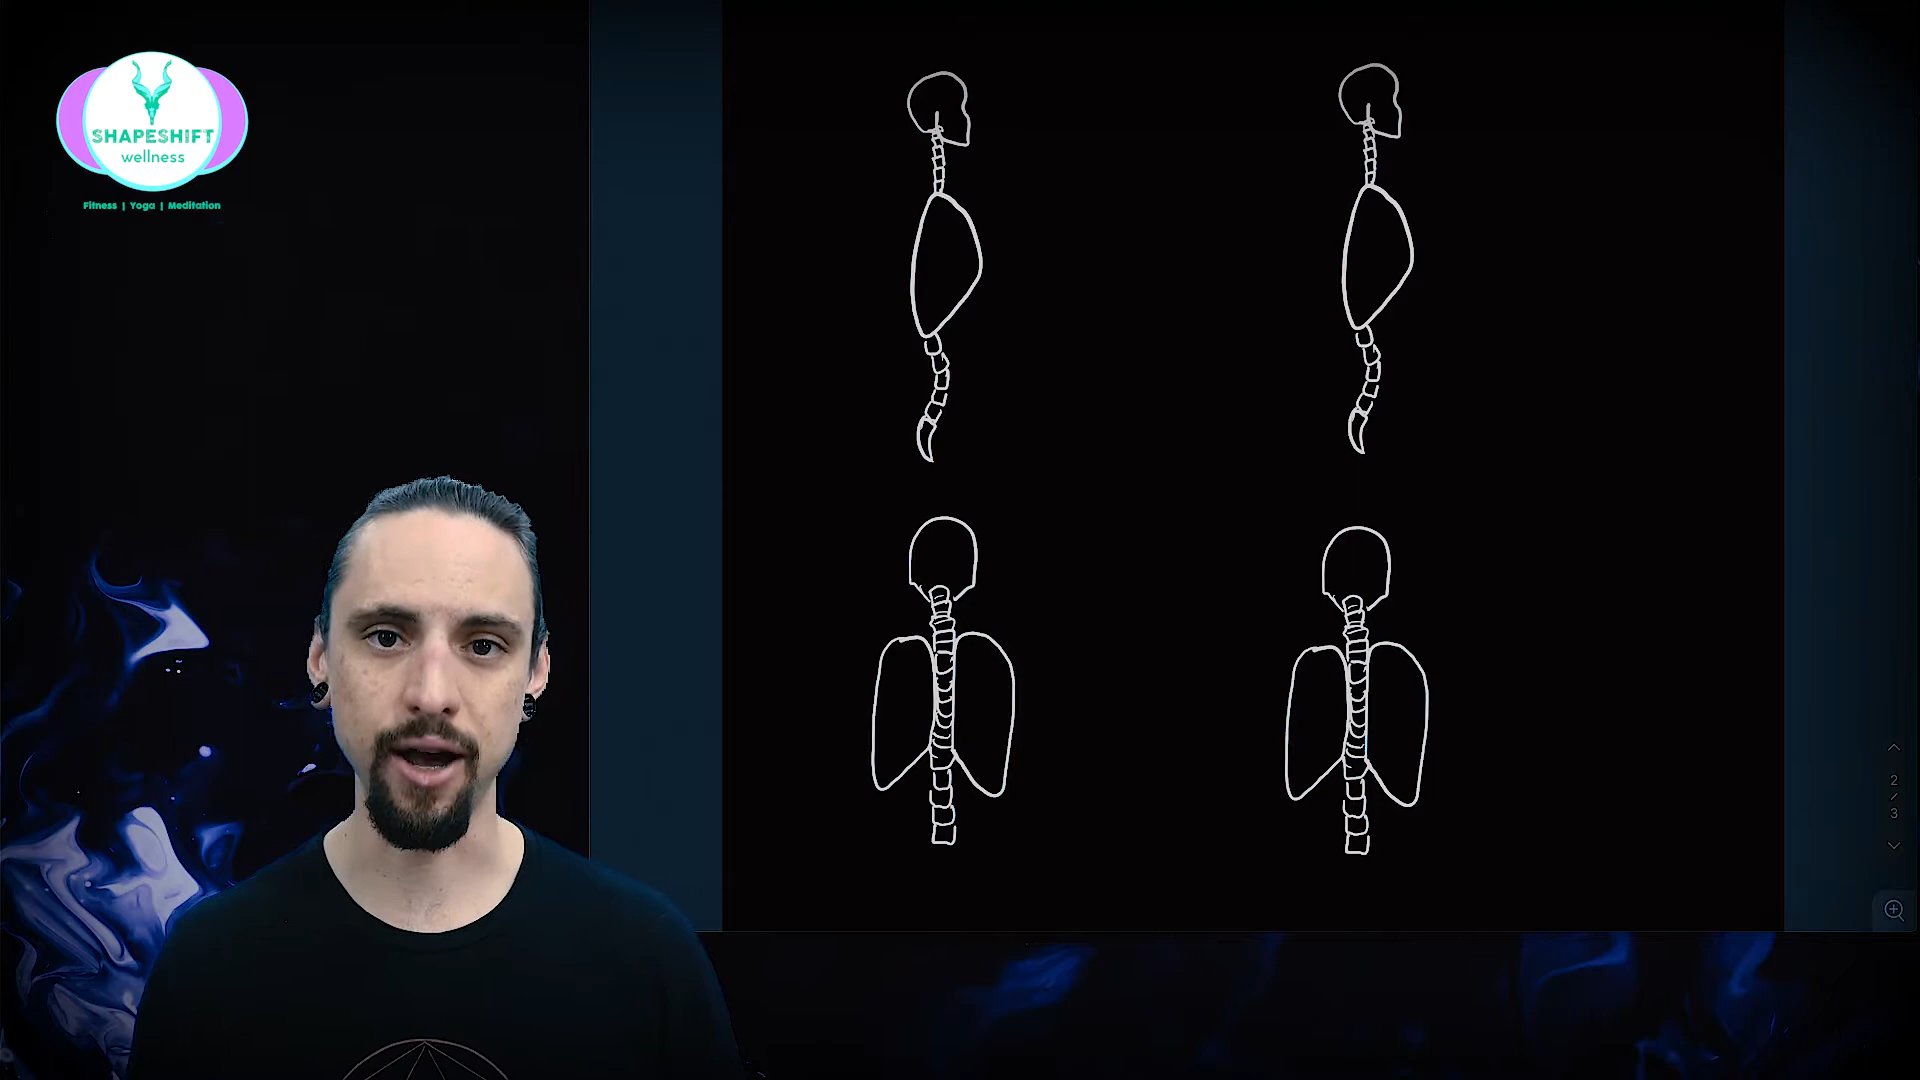 SHAPESHIFT
wellness
Fitness | Yoga | Meditation
2
/
3